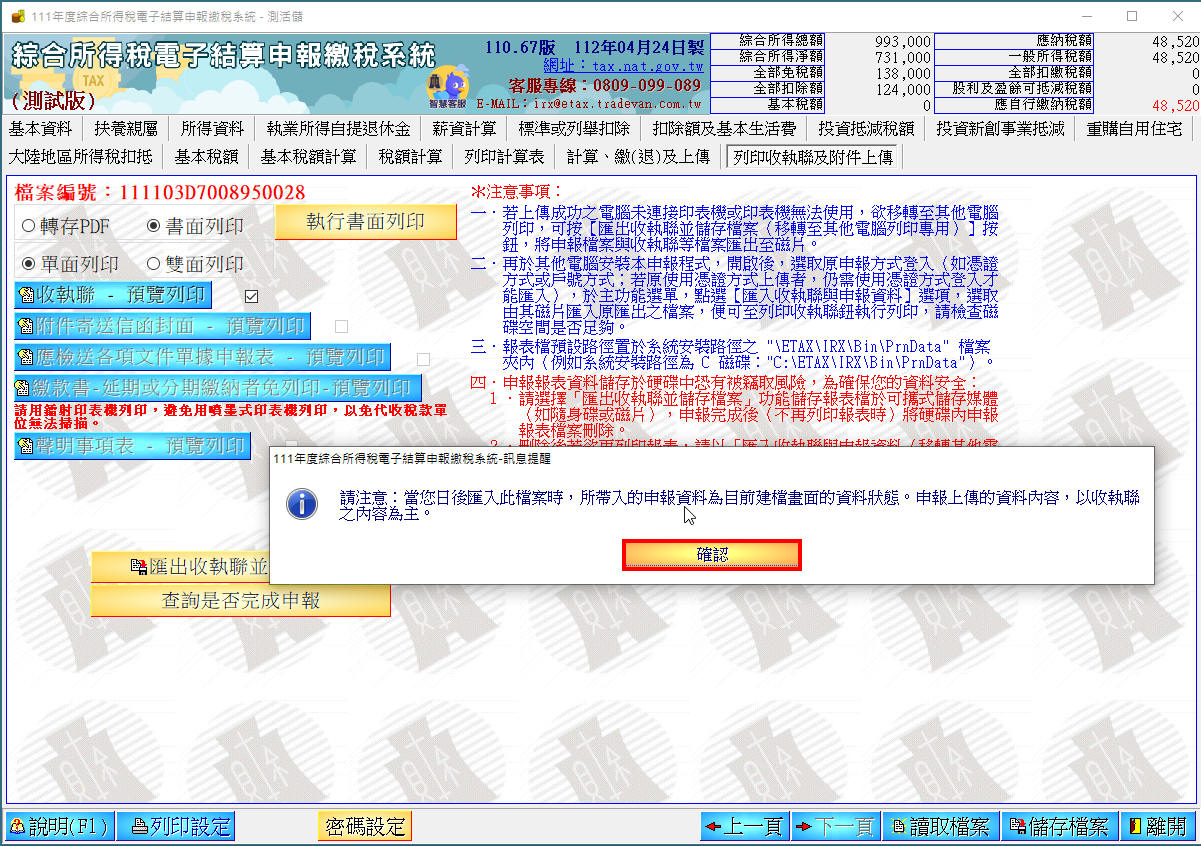 111年度綜合所得稅電子結算申報繳稅系統 - 測活儲
綜合所得稅電子結算申報繳稅系統
(測試版)
TAX
智慧客服
110.67版 112年04月24日製
網址：tax.nat.gov.tw
客服專線：0809-099-089
E-MAIL：irx@etax.tradevan.com.tw
綜合所得總額 993,000 應納稅額 48,520
綜合所得淨額 731,000 一般所得稅額 48,520
全部免稅額 138,000 全部扣繳稅額 0
全部扣除額 124,000 股利及盈餘可抵減稅額 0
基本稅額 0 應自行繳納稅額 48,520
基本資料 扶養親屬 所得資料 執業所得自提退休金 薪資計算 標準或列舉扣除 扣除額及基本生活費 投資抵減稅額 投資新創事業抵減 重購自用住宅
大陸地區所得稅扣抵 基本稅額 基本稅額計算 稅額計算 列印計算表 計算、繳(退)及上傳 列印收執聯及附件上傳
檔案編號：111103D7008950028
轉存PDF 書面列印 執行書面列印
單面列印 雙面列印
收執聯 - 預覽列印
附件寄送信函封面 - 預覽列印
應檢送各項文件單據申報表 - 預覽列印
繳款書-延期或分期繳納者免列印-預覽列印
請用鐳射印表機列印，避免用噴墨式印表機列印，以免代收稅款單
位無法掃描。
聲明事項表 - 預覽列印
匯出收執聯並
查詢是否完成申報
＊注意事項：
一．若上傳成功之電腦未連接印表機或印表機無法使用，欲移轉至其他電腦
列印，可按［匯出收執聯並儲存檔案（移轉至其他電腦列印專用）］按
鈕，將申報檔案與收執聯等檔案匯出至磁片。
二．再於其他電腦安裝本申報程式，開啟後，選取原申報方式登入（如憑證
方式或戶號方式；若原使用憑證方式上傳者，仍需使用憑證方式登入才
能匯入），於主功能選單，點選［匯入收執聯與申報資料］選項，選取
由其磁片匯入原匯出之檔案，便可至列印收執聯鈕執行列印，請檢查磁
碟空間是否足夠。
三．報表檔預設路徑置於系統安裝路徑之 "\ETAX\IRX\Bin\PrnData" 檔案
夾內（例如系統安裝路徑為 C 磁碟："C:\ETAX\IRX\Bin\PrnData"）。
四．申報報表資料儲存於硬碟中恐有被竊取風險，為確保您的資料安全：
１．請選擇「匯出收執聯並儲存檔案」功能儲存報表檔於可攜式儲存媒體
（如隨身碟或磁片），申報完成後（不再列印報表時）將硬碟內申報
報表檔案刪除。
２．刪除後若欲再列印報表，請以「匯入收執聯與申報資料（移轉其他電
111年度綜合所得稅電子結算申報繳稅系統-訊息提醒
請注意：當您日後匯入此檔案時，所帶入的申報資料為目前建檔畫面的資料狀態。申報上傳的資料內容，以收執聯
之內容為主。
確認
說明(F1) 列印設定 密碼設定 上一頁 下一頁 讀取檔案 儲存檔案 離開